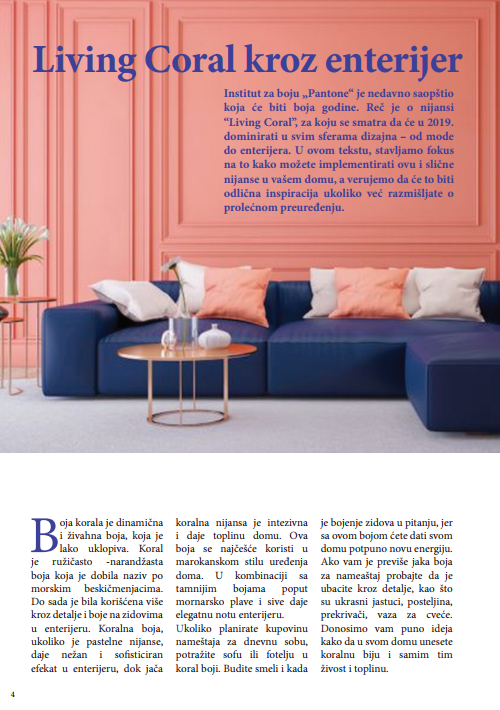 Living Coral kroz enterijer
Institut za boju „Pantone“ je nedavno saopštio
koja će biti boja godine. Reč je o nijansi
“Living Coral”, za koju se smatra da će u 2019.
dominirati u svim sferama dizajna – od mode
do enterijera. U ovom tekstu, stavljamo fokus
na to kako možete implementirati ovu i slične
nijanse u vašem domu, a verujemo da će to biti
odlična inspiracija ukoliko već razmišljate o
prolećnom preuređenju.
Boja korala je dinamična
i živahna boja, koja je
lako uklopiva. Koral
je ružičasto -narandžasta
boja koja je dobila naziv po
morskim beskičmenjacima.
Do sada je bila korišćena više
kroz detalje i boje na zidovima
u enterijeru. Koralna boja,
ukoliko je pastelne nijanse,
daje nežan i sofisticiran
efekat u enterijeru, dok jača
koralna nijansa je intezivna
i daje toplinu domu. Ova
boja se najčešće koristi u
marokanskom stilu uređenja
doma. U kombinaciji sa
tamnijim bojama poput
mornarsko plave i sive daje
elegatnu notu enterijeru.
Ukoliko planirate kupovinu
nameštaja za dnevnu sobu,
potražite sofu ili fotelju u
koral boji. Budite smeli i kada
je bojenje zidova u pitanju, jer
sa ovom bojom ćete dati svom
domu potpuno novu energiju.
Ako vam je previše jaka boja
za nameaštaj probajte da je
ubacite kroz detalje, kao što
su ukrasni jastuci, posteljina,
prekrivači, vaza za cveće.
Donosimo vam puno ideja
kako da u svom domu unesete
koralnu biju i samim tim
živost i toplinu.
4